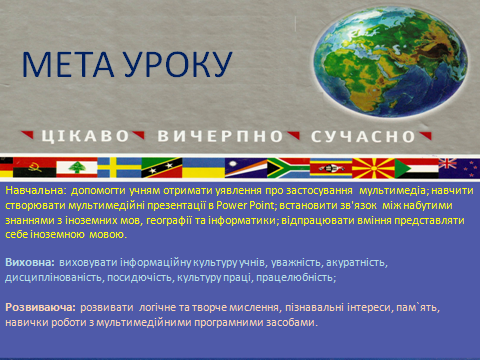 МЕТА УРОКУ
ЦІКАВО ВИЧЕРПНО СУЧАСНО
Навчальна: допомогти учням отримати уявлення про застосування мультимедіа; навчити
створювати мультимедійні презентації в Power Point; встановити зв'язок між набутими
знаннями з іноземних мов, географії та інформатики; відпрацювати вміння представляти
себе іноземною мовою.
Виховна: виховувати інформаційну культуру учнів, уважність, акуратність,
дисциплінованість, посидючість, культуру праці, працелюбність;
Розвиваюча: розвивати логічне та творче мислення, пізнавальні інтереси, пам`ять,
навички роботи з мультимедійними програмними засобами.